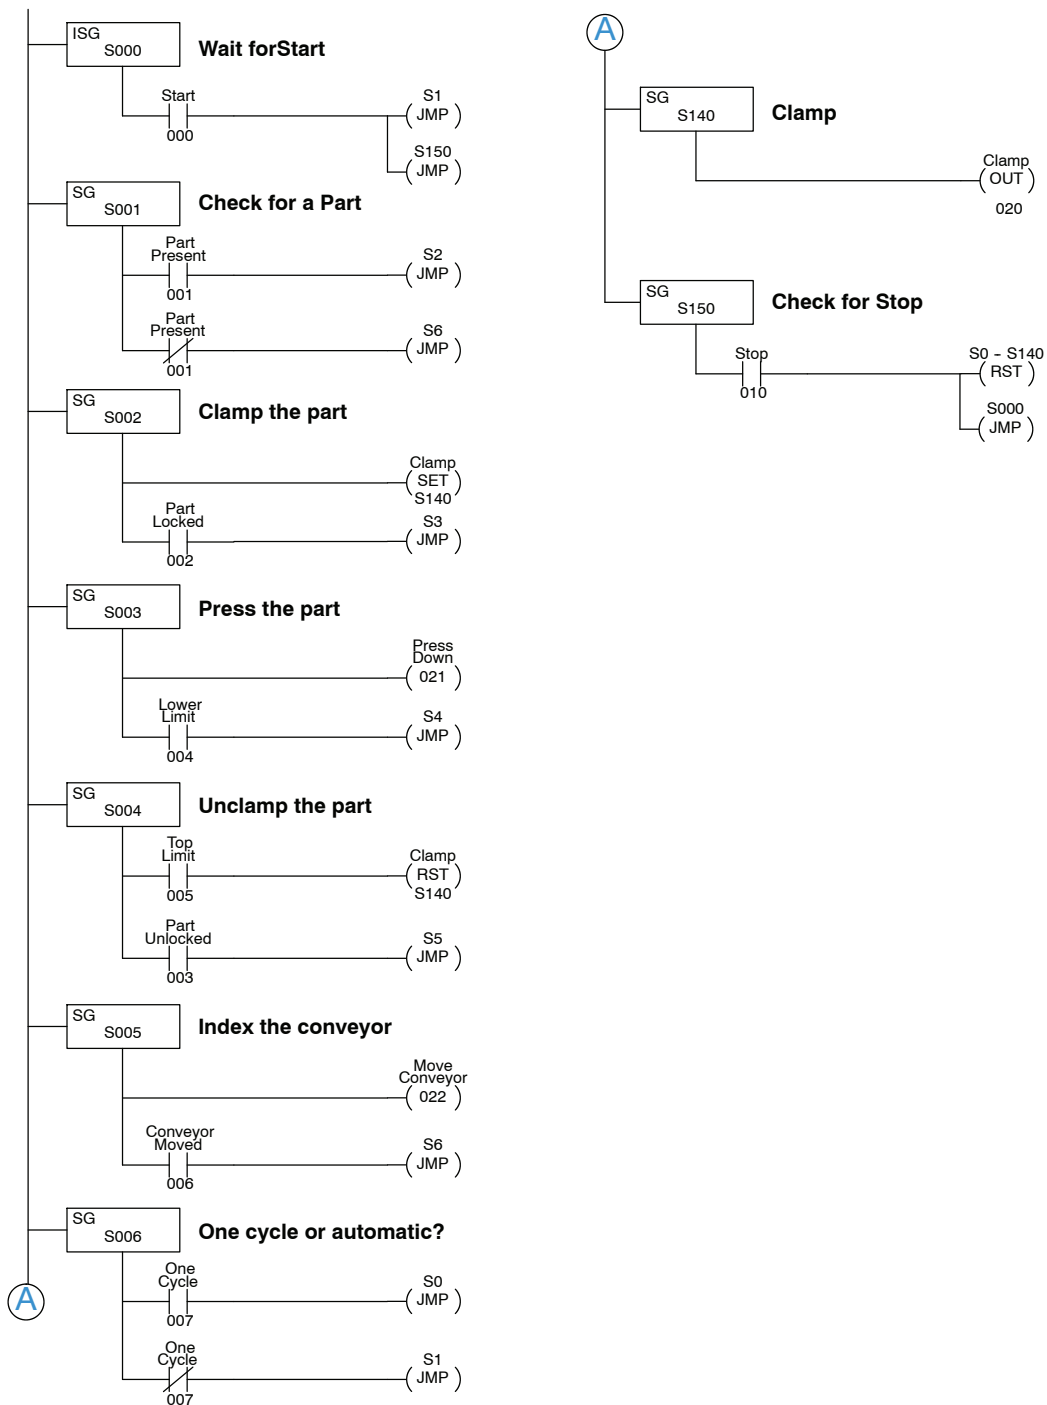 ISG
S000
Wait forStart
Start
000
S1
JMP
S150
JMP
SG
S001
Check for a Part
Part
Present
001
S2
JMP
Part
Present
001
S6
JMP
SG
S002
Clamp the part
Clamp
SET
S140
Part
Locked
002
S3
JMP
SG
S003
Press the part
Press
Down
021
Lower
Limit
004
S4
JMP
SG
S004
Unclamp the part
Top
Limit
005
Clamp
RST
S140
Part
Unlocked
003
S5
JMP
SG
S005
Index the conveyor
Move
Conveyor
022
Conveyor
Moved
006
S6
JMP
SG
S006
One cycle or automatic?
One
Cycle
007
S0
JMP
One
Cycle
007
S1
JMP
A
A
SG
S140
Clamp
Clamp
OUT
020
SG
S150
Check for Stop
Stop
010
S0 - S140
RST
S000
JMP